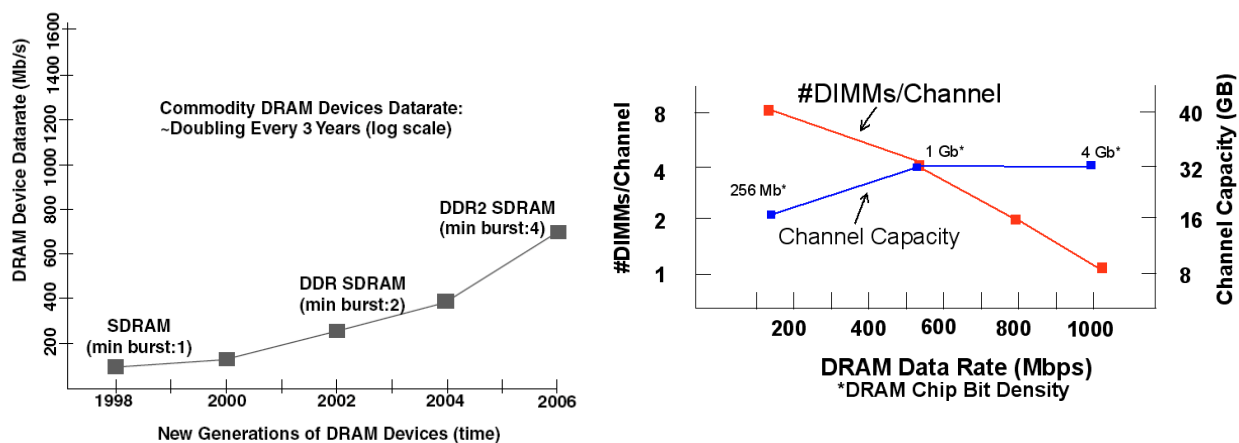 DRAM Device Datarate (Mb/s)
1600
1400
1200
1000
800
600
400
200
Commodity DRAM Devices Datarate:
~Doubling Every 3 Years (log scale)
SDRAM
(min burst:1)
DDR SDRAM
(min burst:2)
DDR2 SDRAM
(min burst:4)
1998
2000
2002
2004
2006
New Generations of DRAM Devices (time)
#DIMMs/Channel
8
4
2
1
#DIMMs/Channel
256 Mb*
1 Gb*
4 Gb*
Channel Capacity
40
32
16
8
Channel Capacity (GB)
200
400
600
800
1000
DRAM Data Rate (Mbps)
*DRAM Chip Bit Density